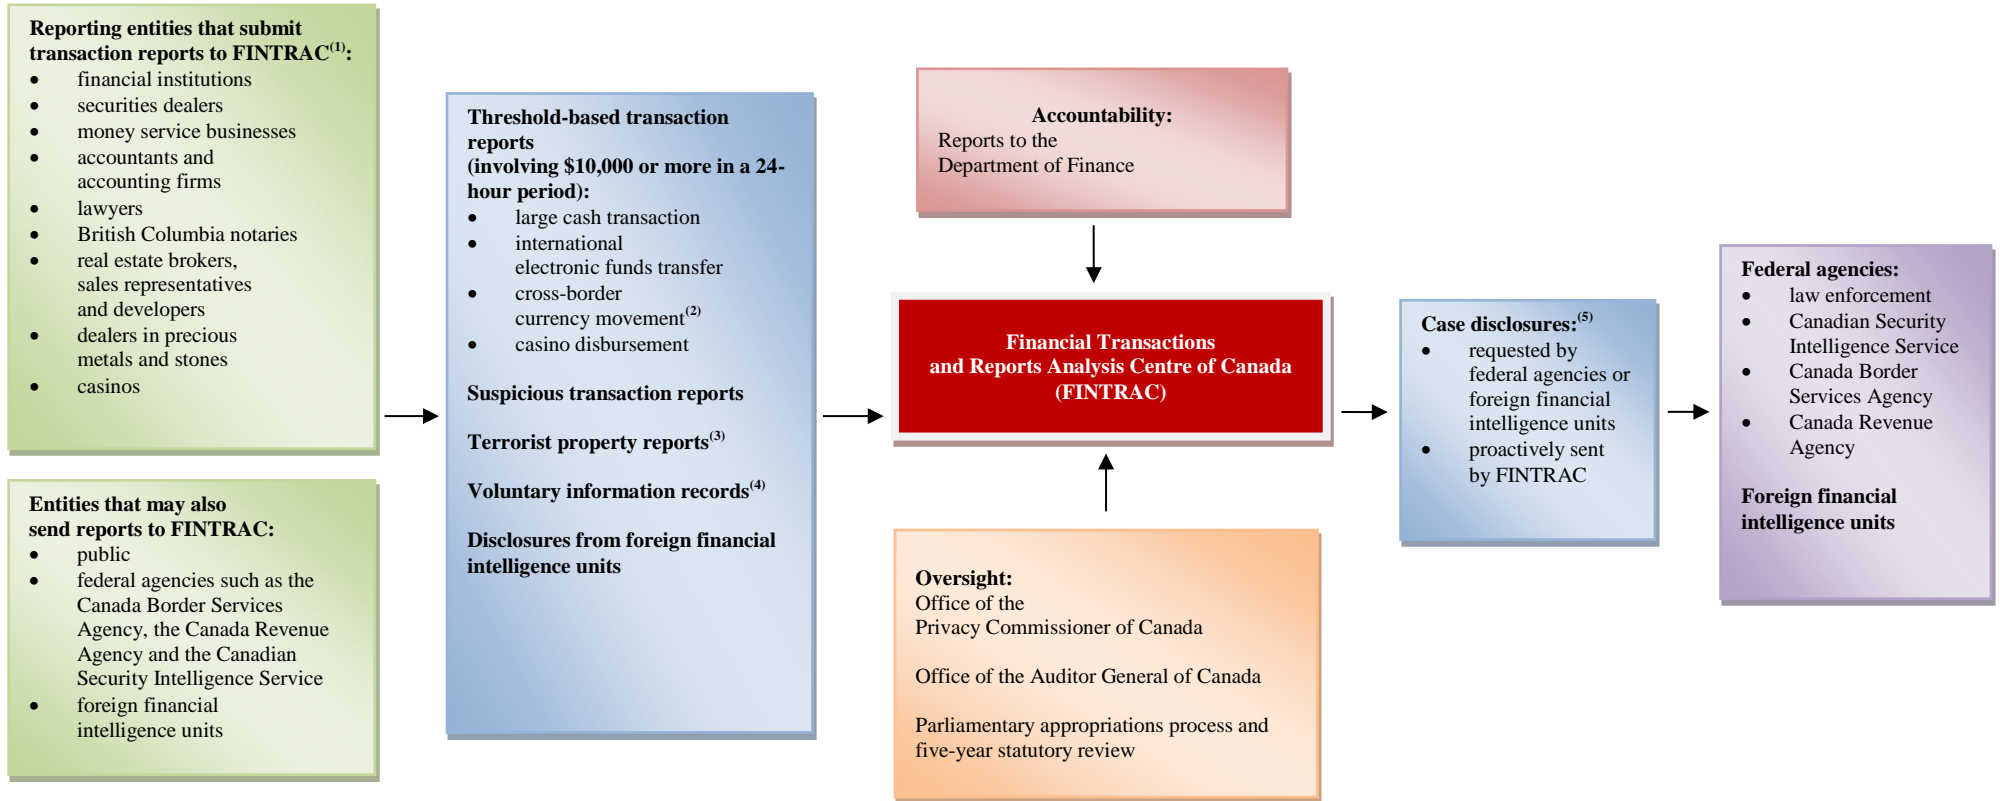 Reporting entities that submit
transaction reports to FINTRAC(1):
• financial institutions
• securities dealers
• money service businesses
• accountants and
accounting firms
• lawyers
• British Columbia notaries
• real estate brokers,
sales representatives
and developers
• dealers in precious
metals and stones
• casinos
Entities that may also
send reports to FINTRAC:
• public
• federal agencies such as the
Canada Border Services
Agency, the Canada Revenue
Agency and the Canadian
Security Intelligence Service
• foreign financial
intelligence units
Threshold-based transaction
reports
(involving $10,000 or more in a 24-
hour period):
• large cash transaction
• international
electronic funds transfer
• cross-border
currency movement(2)
• casino disbursement
Suspicious transaction reports
Terrorist property reports(3)
Voluntary information records(4)
Disclosures from foreign financial
intelligence units
Accountability:
Reports to the
Department of Finance
Financial Transactions
and Reports Analysis Centre of Canada
(FINTRAC)
Oversight:
Office of the
Privacy Commissioner of Canada
Office of the Auditor General of Canada
Parliamentary appropriations process and
five-year statutory review
Case disclosures:(5)
• requested by
federal agencies or
foreign financial
intelligence units
• proactively sent
by FINTRAC
Federal agencies:
• law enforcement
• Canadian Security
Intelligence Service
• Canada Border
Services Agency
• Canada Revenue
Agency
Foreign financial
intelligence units